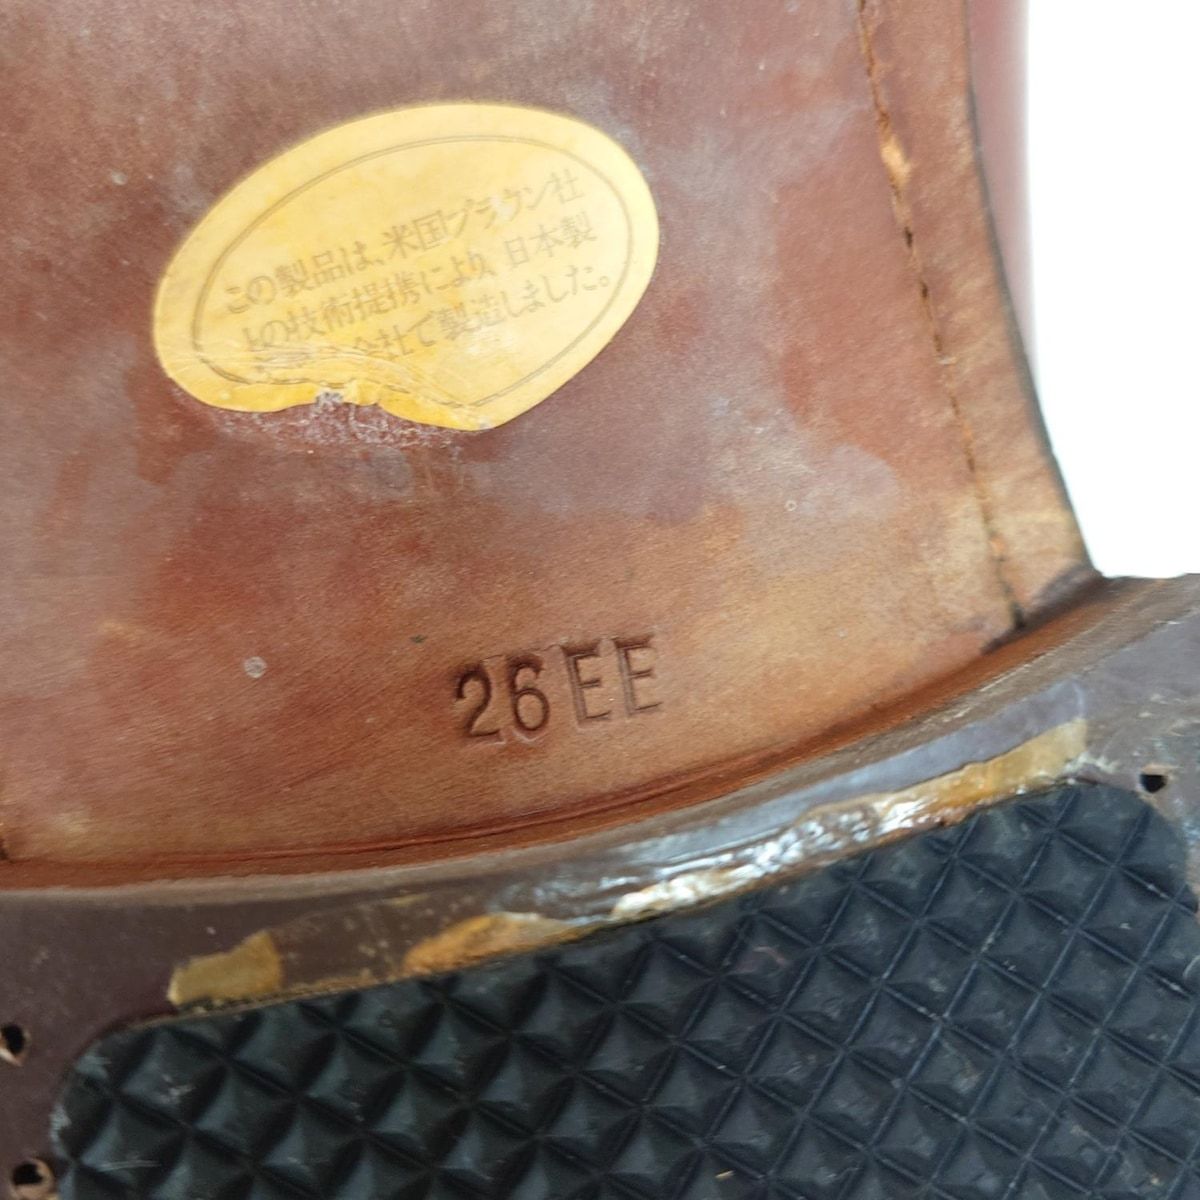 この製品は、米国ブラウン社
との技術提携により、日本製
会社で製造しました。
26EE